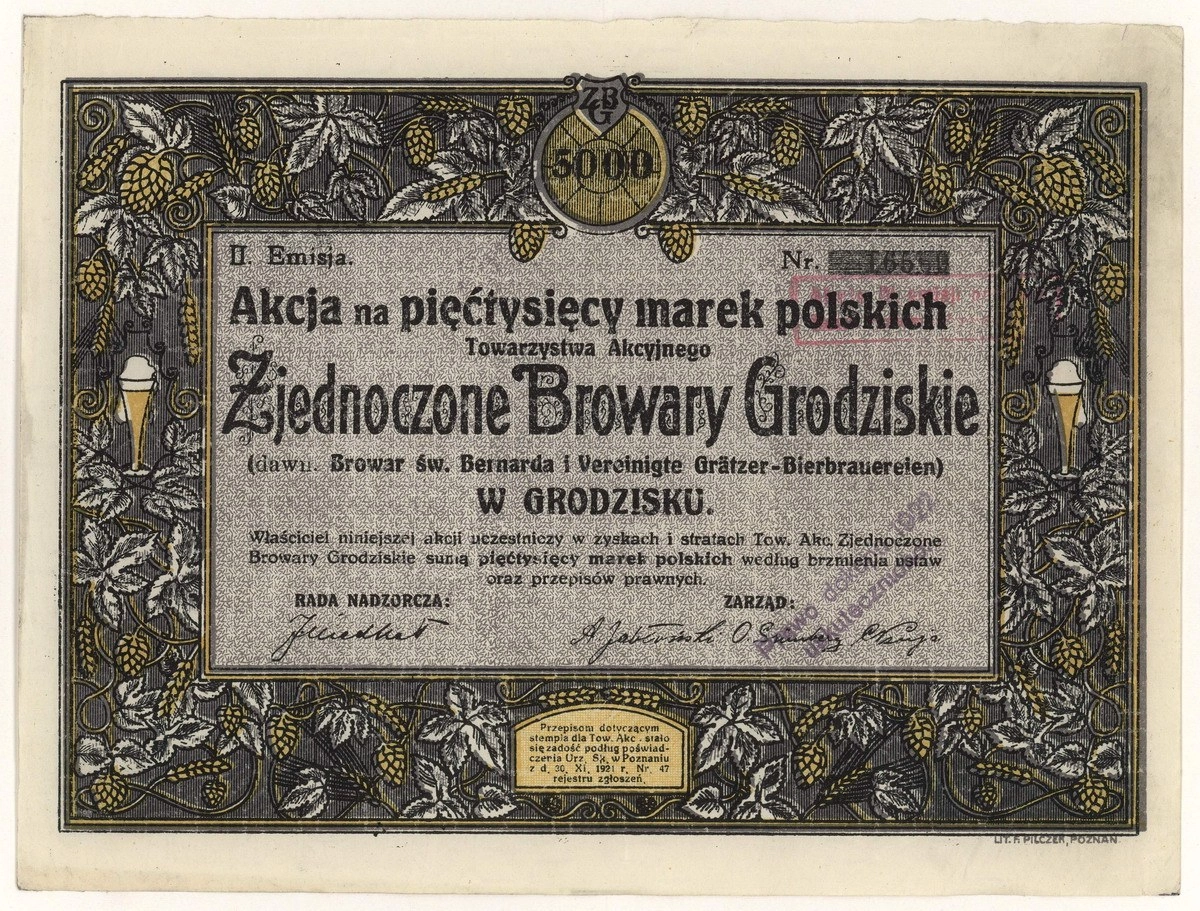 ZBG
5000
II. Emisja.
Nr.
Akcja na pięćtysięcy marek polskich
Towarzystwa Akcyjnego
Zjednoczone Browary Grodziskie
(dawn. Browar św. Bernarda i Vereinigte Grätzer-Bierbrauereien)
W GRODZISKU.
Właściciel niniejszej akcji uczestniczy w zyskach i stratach Tow. Akc. Zjednoczone
Browary Grodziskie sumą pięćtysięcy marek polskich według brzmienia ustaw
oraz przepisów prawnych.
RADA NADZORCZA:
ZARZĄD:
A Jabłoński
Przepisom dotyczącym
stempla dla Tow. Akc. stało
się zadość podług poświad-
czenia Urz. Sk. w Poznaniu
z d. 30. XI. 1921 r. Nr. 47
rejestru zgłoszeń.
LIT. F. PILCZEK, POZNAŃ